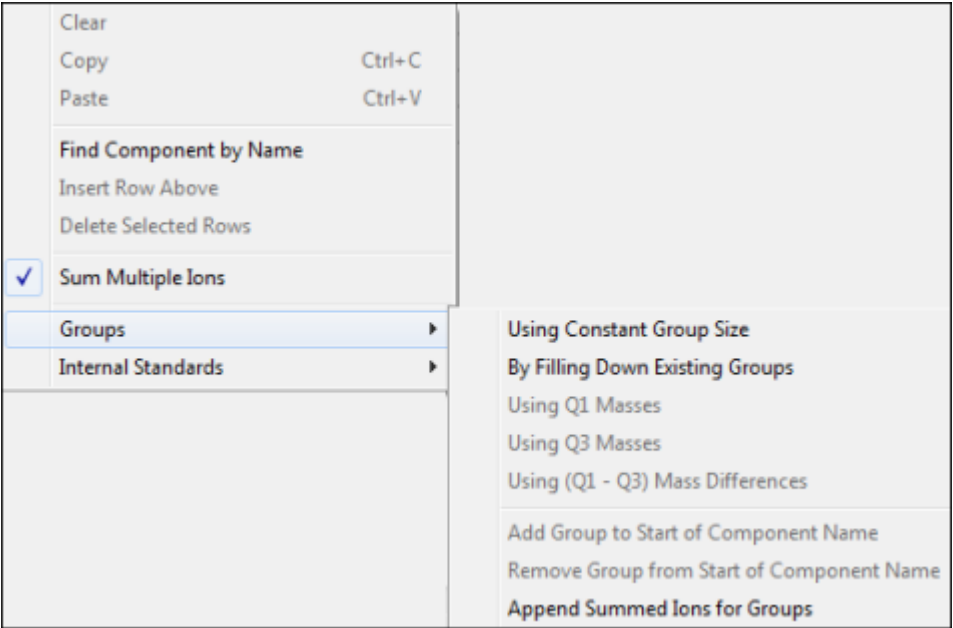 Clear
Copy Ctrl+C
Paste Ctrl+V
Find Component by Name
Insert Row Above
Delete Selected Rows
Sum Multiple Ions
Groups
Internal Standards
Using Constant Group Size
By Filling Down Existing Groups
Using Q1 Masses
Using Q3 Masses
Using (Q1 - Q3) Mass Differences
Add Group to Start of Component Name
Remove Group from Start of Component Name
Append Summed Ions for Groups